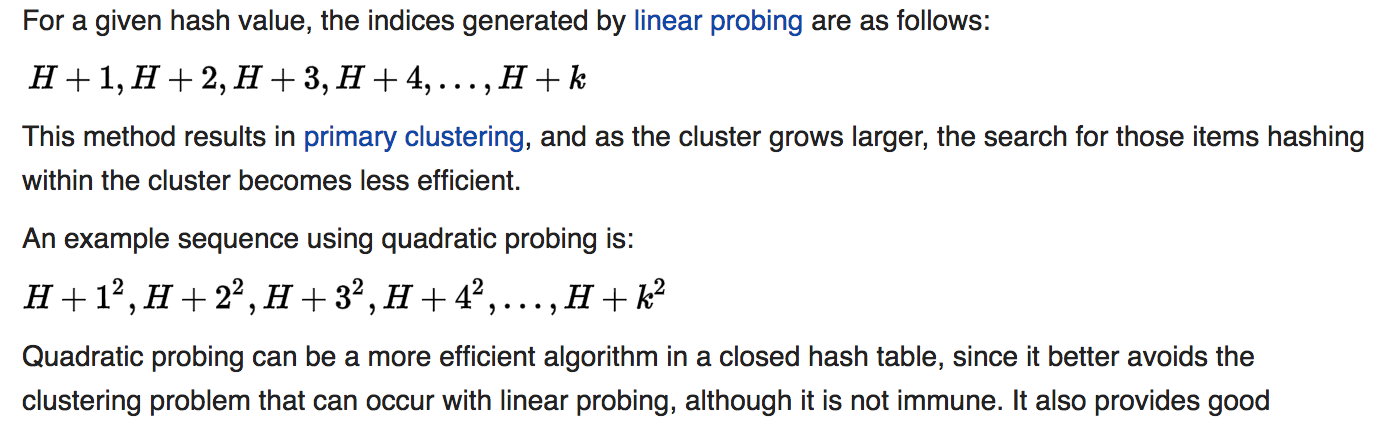 For a given hash value, the indices generated by linear probing are as follows:
H + 1, H + 2, H + 3, H + 4, . . . , H + k
This method results in primary clustering, and as the cluster grows larger, the search for those items hashing
within the cluster becomes less efficient.
An example sequence using quadratic probing is:
H + 1², H + 2², H + 3², H + 4², . . . , H + k²
Quadratic probing can be a more efficient algorithm in a closed hash table, since it better avoids the
clustering problem that can occur with linear probing, although it is not immune. It also provides good